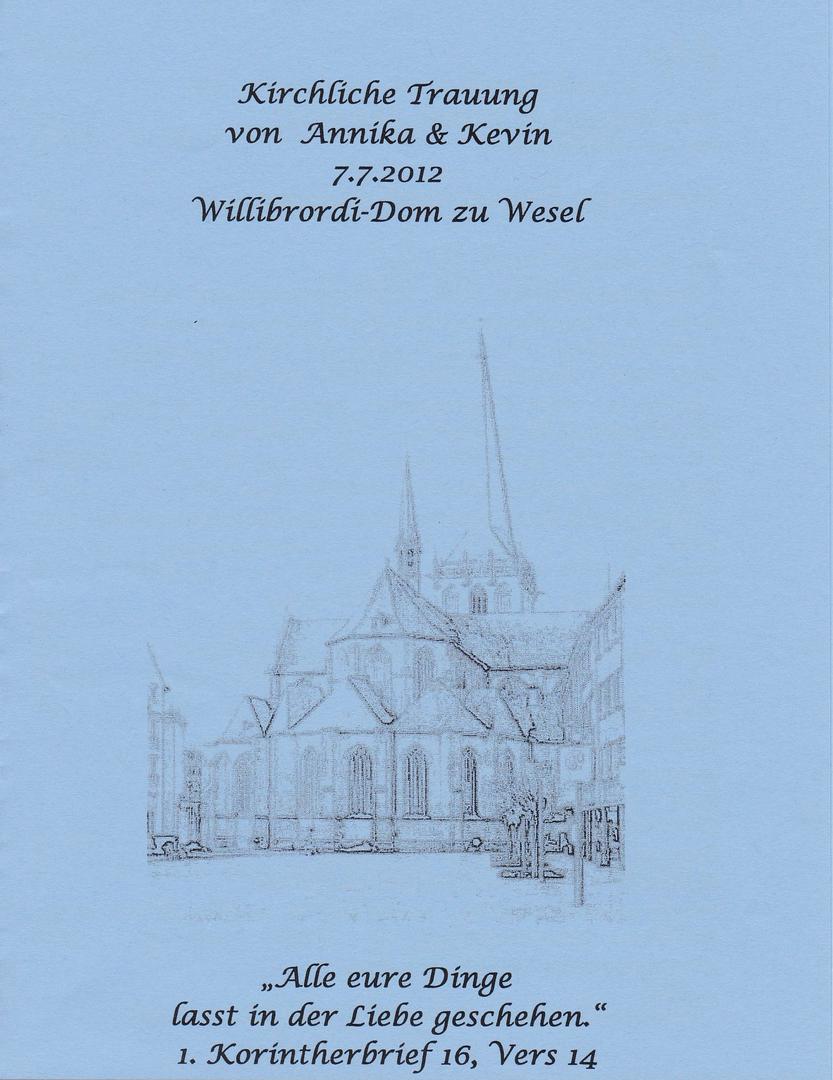 Kirchliche Trauung
von Annika & Kevin
7.7.2012
Willibrordi-Dom zu Wesel
„Alle eure Dinge
lasst in der Liebe geschehen.“
1. Korintherbrief 16, Vers 14